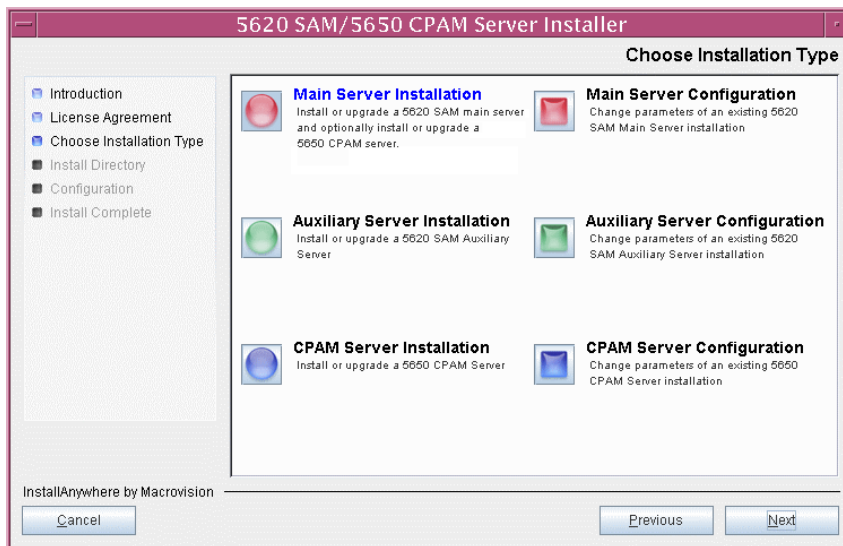 5620 SAM/5650 CPAM Server Installer
Choose Installation Type
Introduction
License Agreement
Choose Installation Type
Install Directory
Configuration
Install Complete
Main Server Installation
Install or upgrade a 5620 SAM main server
and optionally install or upgrade a
5650 CPAM server.
Main Server Configuration
Change parameters of an existing 5620
SAM Main Server installation
Auxiliary Server Installation
Install or upgrade a 5620 SAM Auxiliary
Server
Auxiliary Server Configuration
Change parameters of an existing 5620
SAM Auxiliary Server installation
CPAM Server Installation
Install or upgrade a 5650 CPAM Server
CPAM Server Configuration
Change parameters of an existing 5650
CPAM Server installation
InstallAnywhere by Macrovision
Cancel
Previous
Next